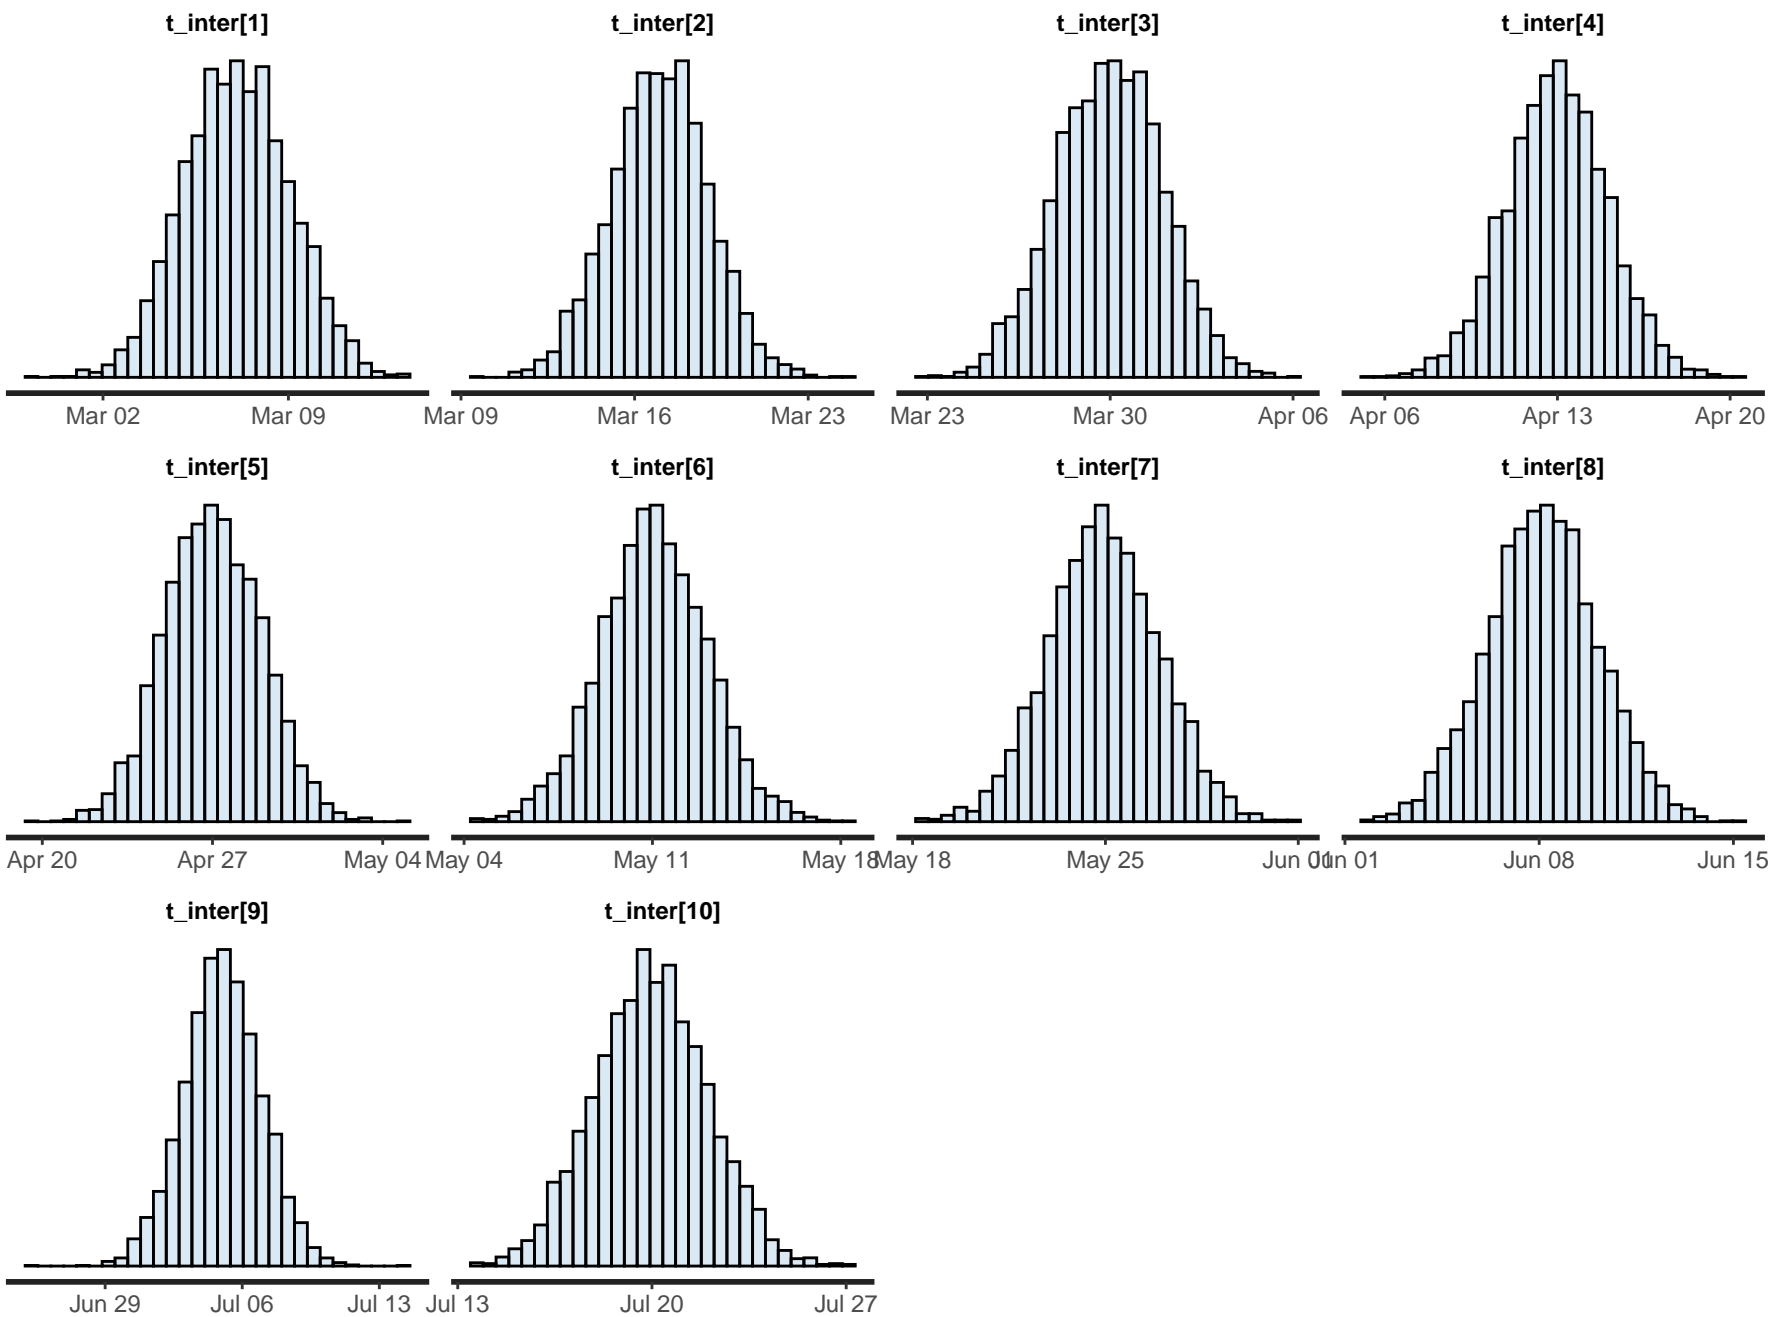 t_inter[1] t_inter[2] t_inter[3] t_inter[4]
Mar 02 Mar 09 Mar 09 Mar 16 Mar 23 Mar 23 Mar 30 Apr 06 Apr 06 Apr 13 Apr 20
t_inter[5] t_inter[6] t_inter[7] t_inter[8]
Apr 20 Apr 27 May 04 May 04 May 11 May 18 May 18 May 25 Jun 01 Jun 01 Jun 08 Jun 15
t_inter[9] t_inter[10]
Jun 29 Jul 06 Jul 13 Jul 13 Jul 20 Jul 27